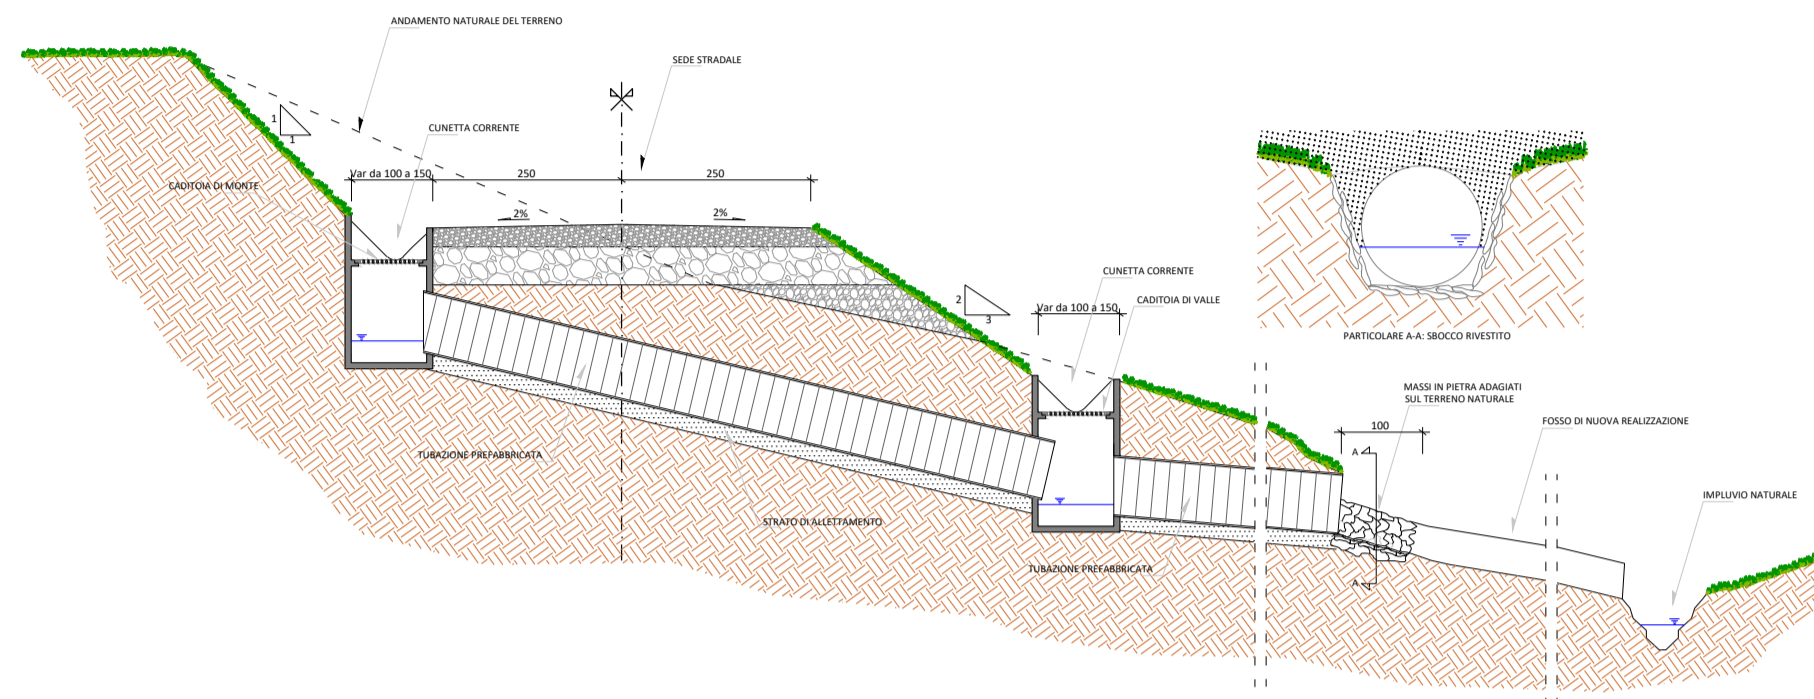 ANDAMENTO NATURALE DEL TERRENO
SEDE STRADALE
1
1
CUNETTA CORRENTE
Var da 100 a 150
250
250
CADITOIA DI MONTE
2%
2%
CUNETTA CORRENTE
2
3
CADITOIA DI VALLE
Var da 100 a 150
PARTICOLARE A-A: SBOCCO RIVESTITO
MASSI IN PIETRA ADAGIATI
SUL TERRENO NATURALE
100
FOSSO DI NUOVA REALIZZAZIONE
A
TUBAZIONE PREFABBRICATA
IMPLUVIO NATURALE
STRATO DI ALLETTAMENTO
TUBAZIONE PREFABBRICATA
A